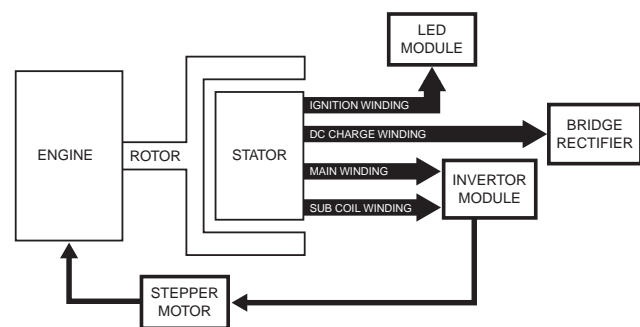 LED
MODULE
IGNITION WINDING
DC CHARGE WINDING
BRIDGE
RECTIFIER
ENGINE
ROTOR
STATOR
MAIN WINDING
INVERTOR
MODULE
SUB COIL WINDING
STEPPER
MOTOR